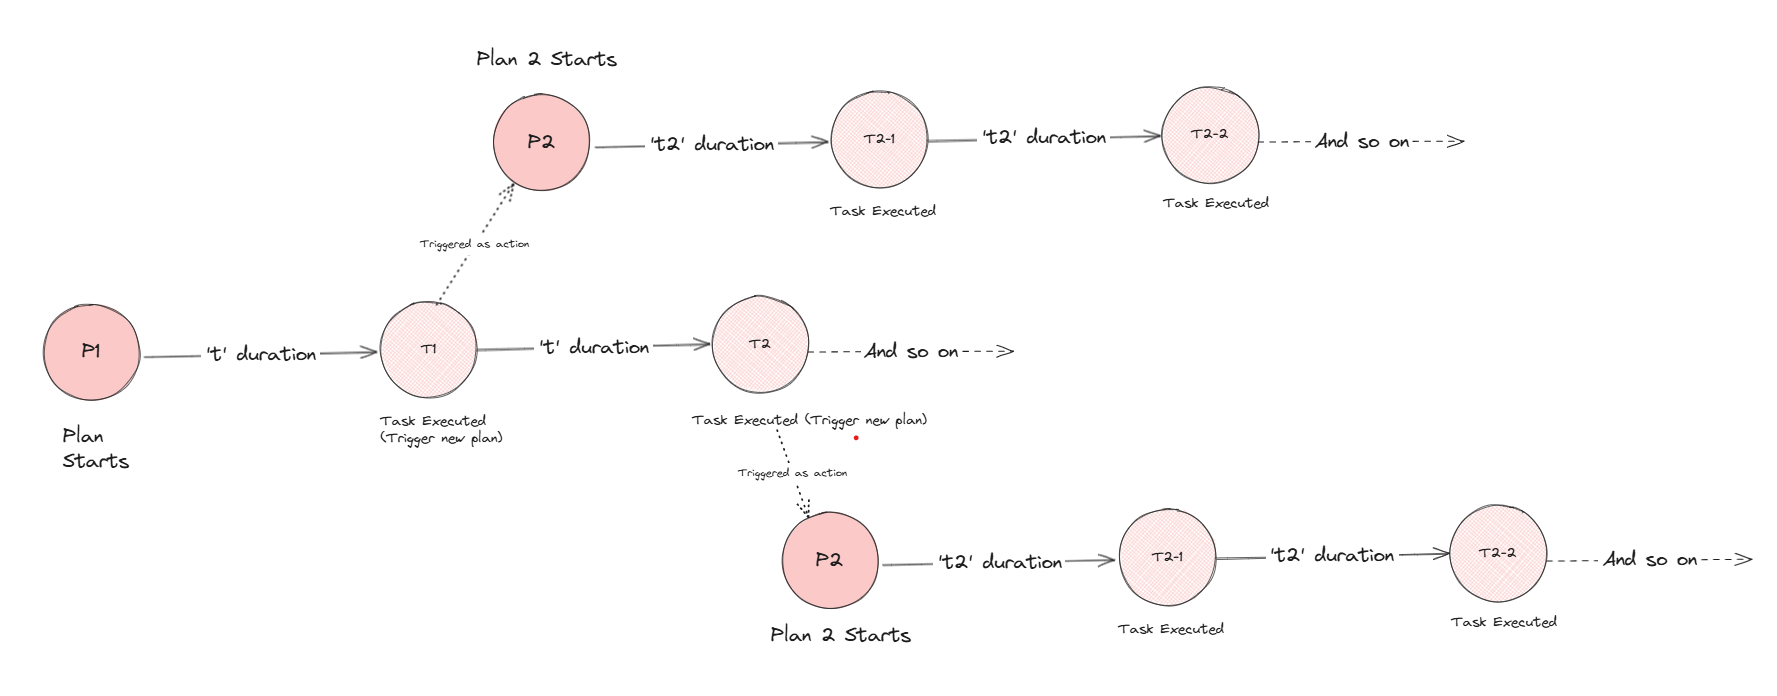 Plan 2 Starts
P2
't2' duration
T2-1
't2' duration
T2-2
And so on
Task Executed
Task Executed
Triggered as action
P1
't' duration
T1
't' duration
T2
And so on
Plan
Starts
Task Executed
(Trigger new plan)
Task Executed (Trigger new plan)
Triggered as action
P2
't2' duration
T2-1
't2' duration
T2-2
And so on
Plan 2 Starts
Task Executed
Task Executed